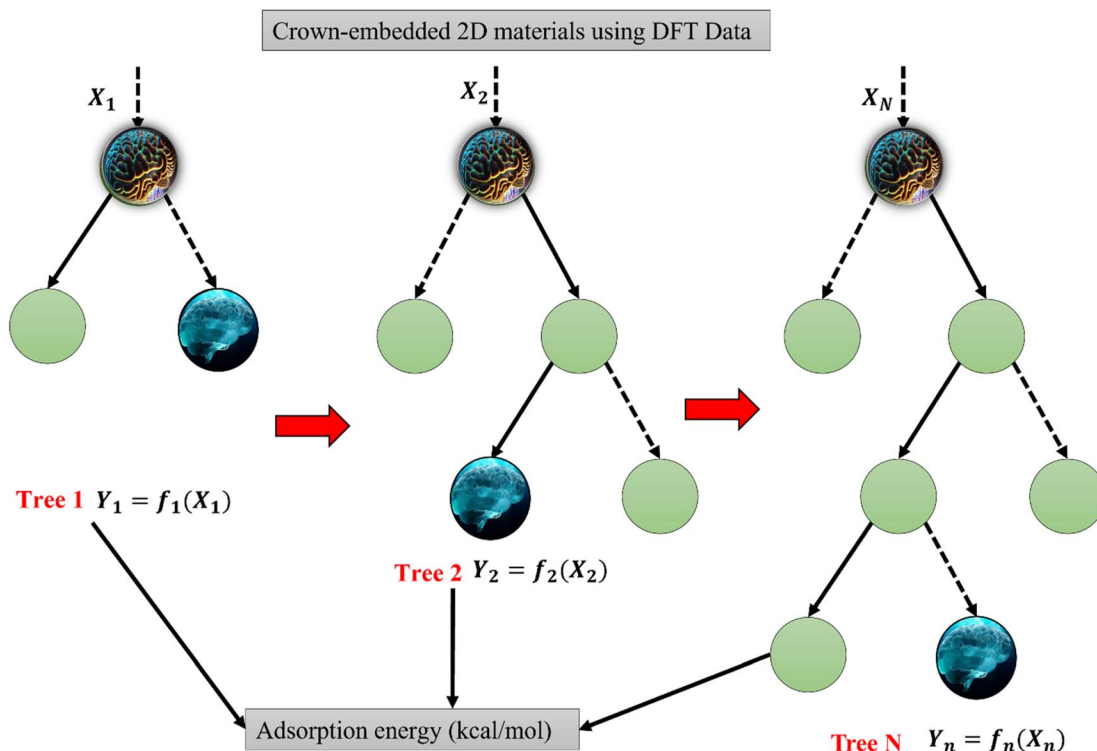 Crown-embedded 2D materials using DFT Data
X₁
X₂
X_N
Tree 1 Y₁ = f₁(X₁)
Tree 2 Y₂ = f₂(X₂)
Adsorption energy (kcal/mol)
Tree N Yₙ = fₙ(Xₙ)